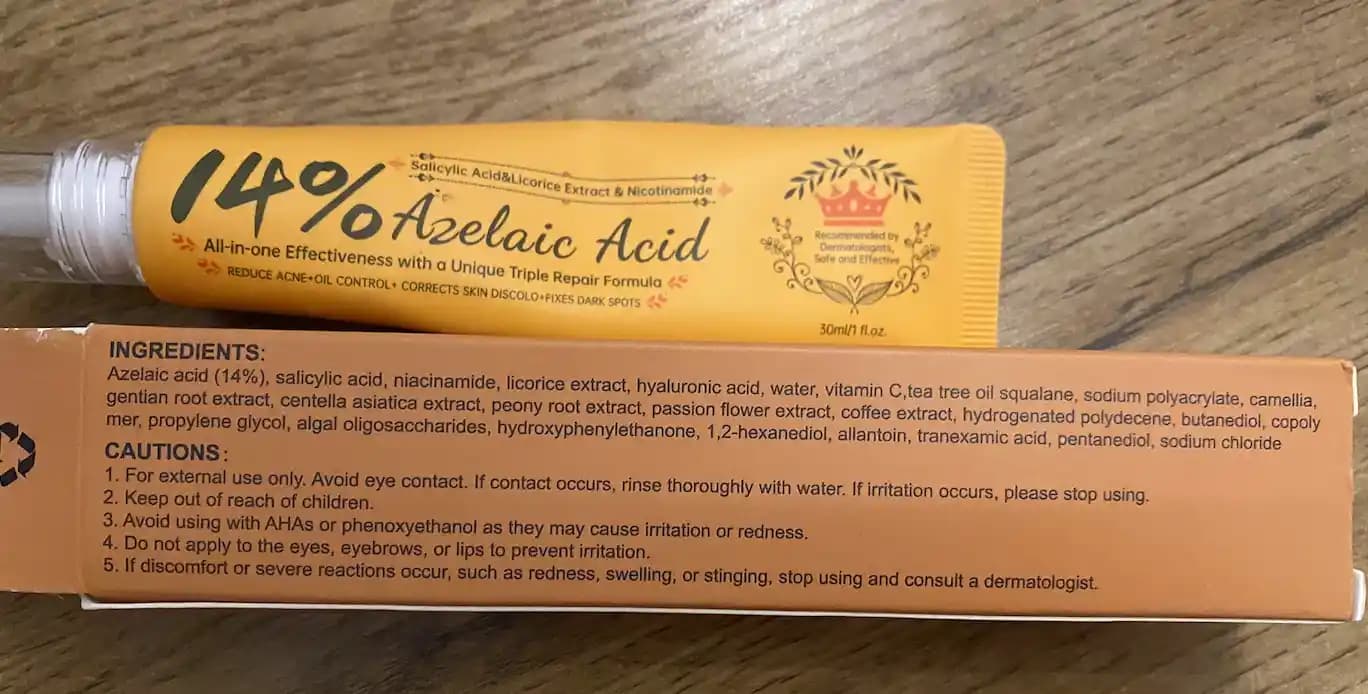 14%
Salicylic Acid&Licorice Extract & Nicotinamide
Azelaic Acid
All-in-one Effectiveness with a Unique Triple Repair Formula
REDUCE ACNE+OIL CONTROL+ CORRECTS SKIN DISCOLO+FIXES DARK SPOTS
Recommended by
Dermatologists,
Safe and Effective
30ml/1 fl.oz.
INGREDIENTS:
Azelaic acid (14%), salicylic acid, niacinamide, licorice extract, hyaluronic acid, water, vitamin C,tea tree oil squalane, sodium polyacrylate, camellia,
gentian root extract, centella asiatica extract, peony root extract, passion flower extract, coffee extract, hydrogenated polydecene, butanediol, copoly
mer, propylene glycol, algal oligosaccharides, hydroxyphenylethanone, 1,2-hexanediol, allantoin, tranexamic acid, pentanediol, sodium chloride
CAUTIONS:
1. For external use only. Avoid eye contact. If contact occurs, rinse thoroughly with water. If irritation occurs, please stop using.
2. Keep out of reach of children.
3. Avoid using with AHAs or phenoxyethanol as they may cause irritation or redness.
4. Do not apply to the eyes, eyebrows, or lips to prevent irritation.
5. If discomfort or severe reactions occur, such as redness, swelling, or stinging, stop using and consult a dermatologist.